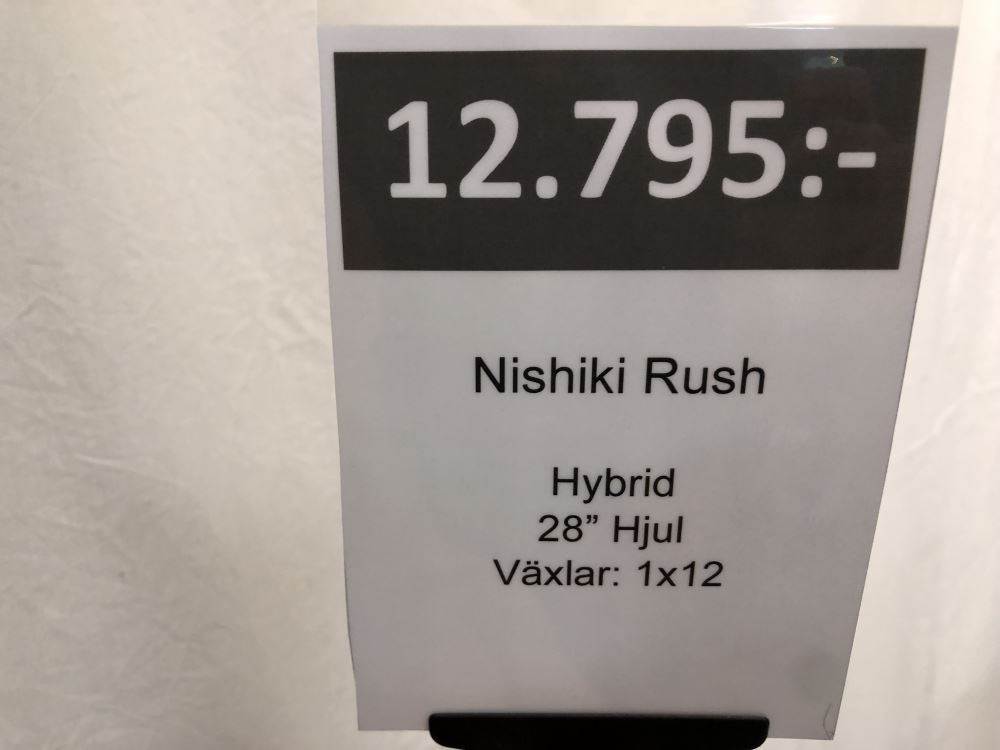 12.795:-
Nishiki Rush
Hybrid
28” Hjul
Växlar: 1x12